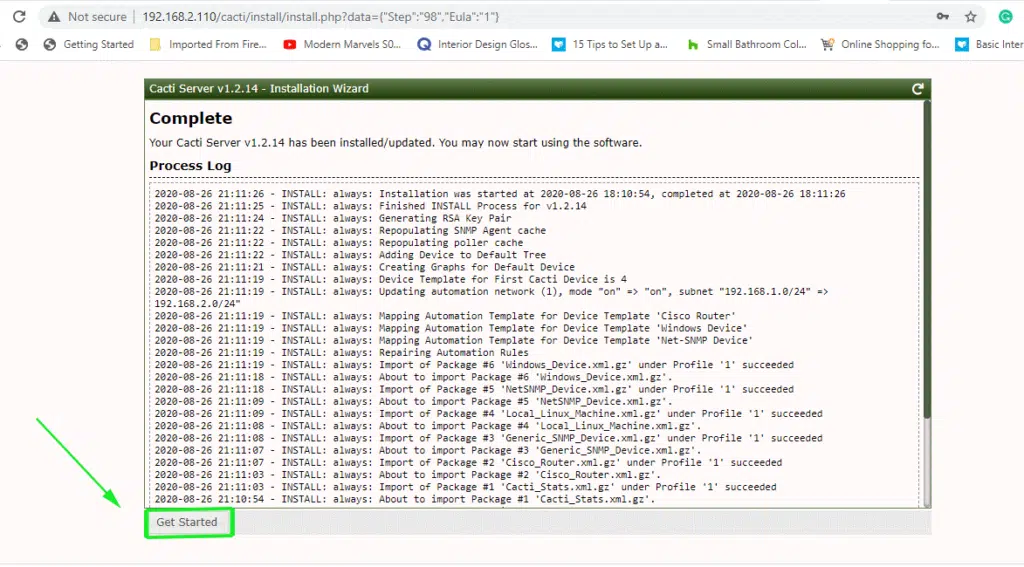 Not secure | 192.168.2.110/cacti/install/install.php?data={"Step":"98","Eula":"1"}
Getting Started Imported From Fire... Modern Marvels S0... Interior Design Glos... 15 Tips to Set Up a... Small Bathroom Col... Online Shopping fo... Basic Inter
Cacti Server v1.2.14 - Installation Wizard
Complete
Your Cacti Server v1.2.14 has been installed/updated. You may now start using the software.
Process Log
2020-08-26 21:11:26 - INSTALL: always: Installation was started at 2020-08-26 18:10:54, completed at 2020-08-26 18:11:26
2020-08-26 21:11:25 - INSTALL: always: Finished INSTALL Process for v1.2.14
2020-08-26 21:11:24 - INSTALL: always: Generating RSA Key Pair
2020-08-26 21:11:22 - INSTALL: always: Repopulating SNMP Agent cache
2020-08-26 21:11:22 - INSTALL: always: Repopulating poller cache
2020-08-26 21:11:22 - INSTALL: always: Adding Device to Default Tree
2020-08-26 21:11:21 - INSTALL: always: Creating Graphs for Default Device
2020-08-26 21:11:19 - INSTALL: always: Device Template for First Cacti Device is 4
2020-08-26 21:11:19 - INSTALL: always: Updating automation network (1), mode "on" => "on", subnet "192.168.1.0/24" =>
192.168.2.0/24"
2020-08-26 21:11:19 - INSTALL: always: Mapping Automation Template for Device Template 'Cisco Router'
2020-08-26 21:11:19 - INSTALL: always: Mapping Automation Template for Device Template 'Windows Device'
2020-08-26 21:11:19 - INSTALL: always: Mapping Automation Template for Device Template 'Net-SNMP Device'
2020-08-26 21:11:19 - INSTALL: always: Repairing Automation Rules
2020-08-26 21:11:19 - INSTALL: always: Import of Package #6 'Windows_Device.xml.gz' under Profile '1' succeeded
2020-08-26 21:11:18 - INSTALL: always: About to import Package #6 'Windows_Device.xml.gz'.
2020-08-26 21:11:18 - INSTALL: always: Import of Package #5 'NetSNMP_Device.xml.gz' under Profile '1' succeeded
2020-08-26 21:11:09 - INSTALL: always: About to import Package #5 'NetSNMP_Device.xml.gz'.
2020-08-26 21:11:09 - INSTALL: always: Import of Package #4 'Local_Linux_Machine.xml.gz' under Profile '1' succeeded
2020-08-26 21:11:08 - INSTALL: always: About to import Package #4 'Local_Linux_Machine.xml.gz'.
2020-08-26 21:11:08 - INSTALL: always: Import of Package #3 'Generic_SNMP_Device.xml.gz' under Profile '1' succeeded
2020-08-26 21:11:07 - INSTALL: always: About to import Package #3 'Generic_SNMP_Device.xml.gz'.
2020-08-26 21:11:07 - INSTALL: always: Import of Package #2 'Cisco_Router.xml.gz' under Profile '1' succeeded
2020-08-26 21:11:03 - INSTALL: always: About to import Package #2 'Cisco_Router.xml.gz'.
2020-08-26 21:11:03 - INSTALL: always: Import of Package #1 'Cacti_Stats.xml.gz' under Profile '1' succeeded
2020-08-26 21:10:54 - INSTALL: always: About to import Package #1 'Cacti_Stats.xml.gz'.
Get Started